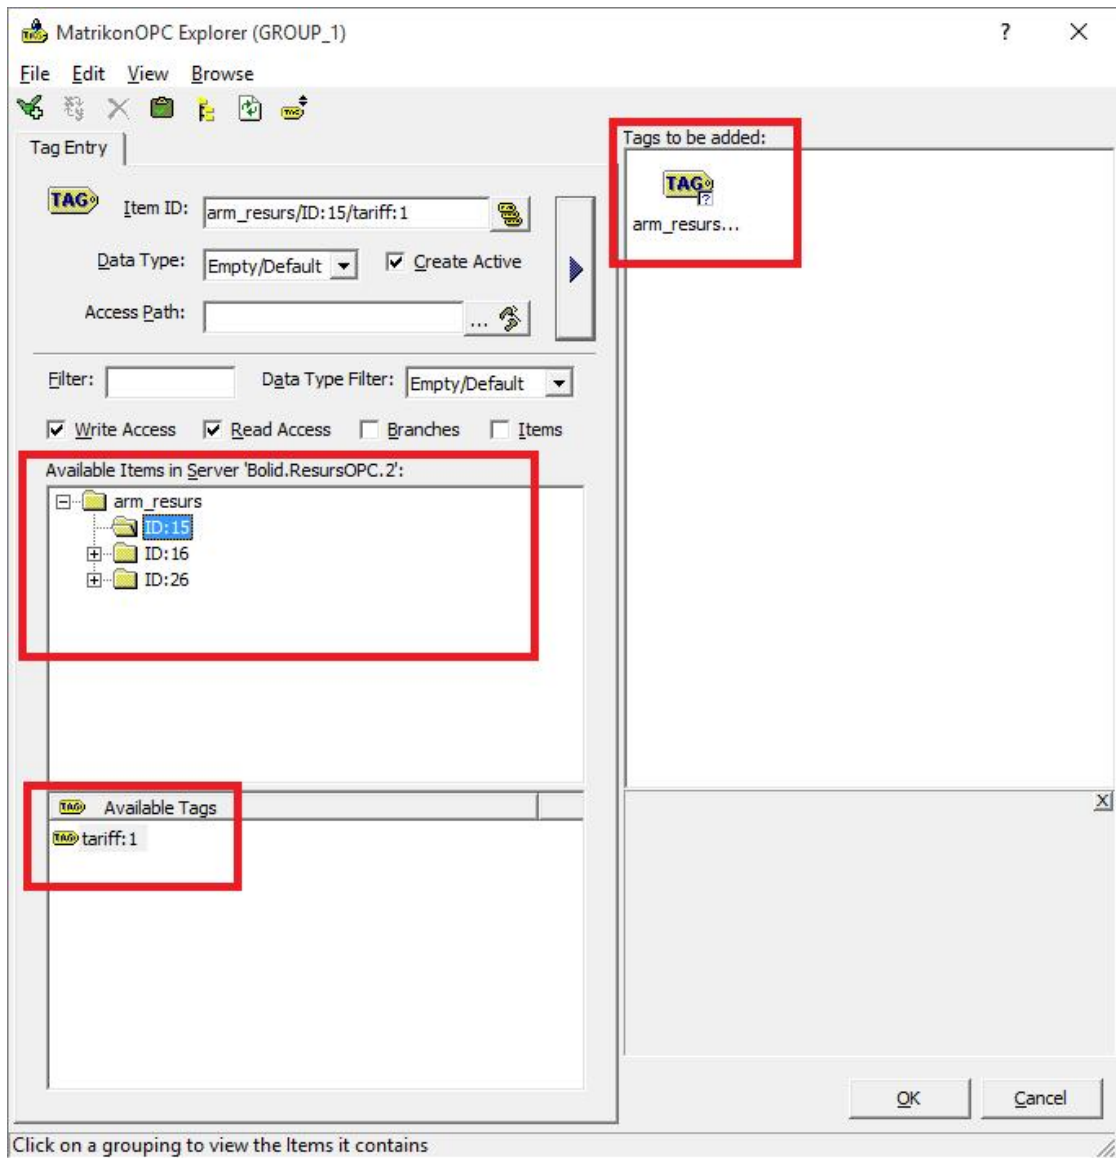 MatrikonOPC Explorer (GROUP_1)
File Edit View Browse
Tag Entry
TAG Item ID: arm_resurs/ID:15/tariff:1
Data Type: Empty/Default Create Active
Access Path: ...
Filter: Data Type Filter: Empty/Default
Write Access Read Access Branches Items
Available Items in Server 'Bolid.ResursOPC.2':
arm_resurs
ID:15
ID:16
ID:26
TAG Available Tags
TAG tariff:1
Tags to be added:
TAG
arm_resurs...
X
OK Cancel
Click on a grouping to view the Items it contains